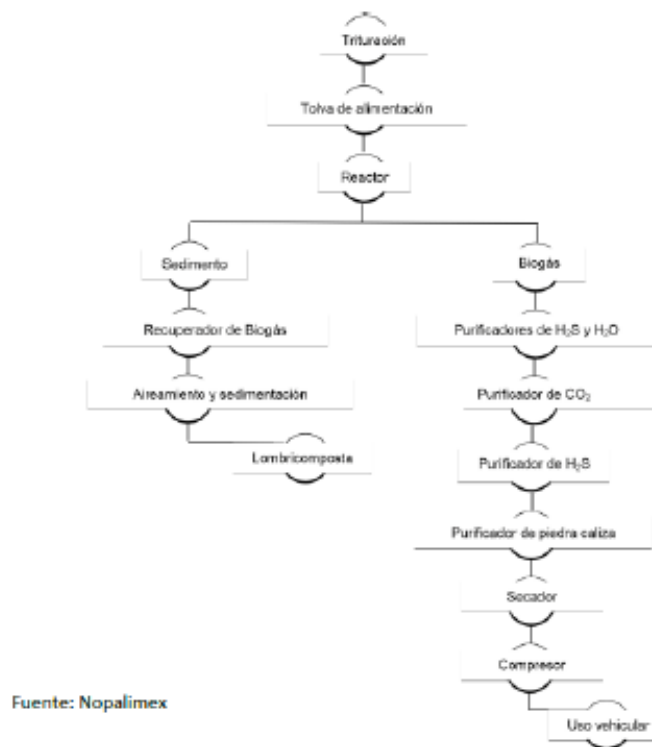 Trituración
Tolva de alimentación
Reactor
Sedimento
Biogás
Recuperador de Biogás
Purificadores de H₂S y H₂O
Aireamiento y sedimentación
Purificador de CO₂
Lombricomposta
Purificador de H₂S
Purificador de piedra caliza
Secador
Compresor
Fuente: Nopalimex
Uso vehicular